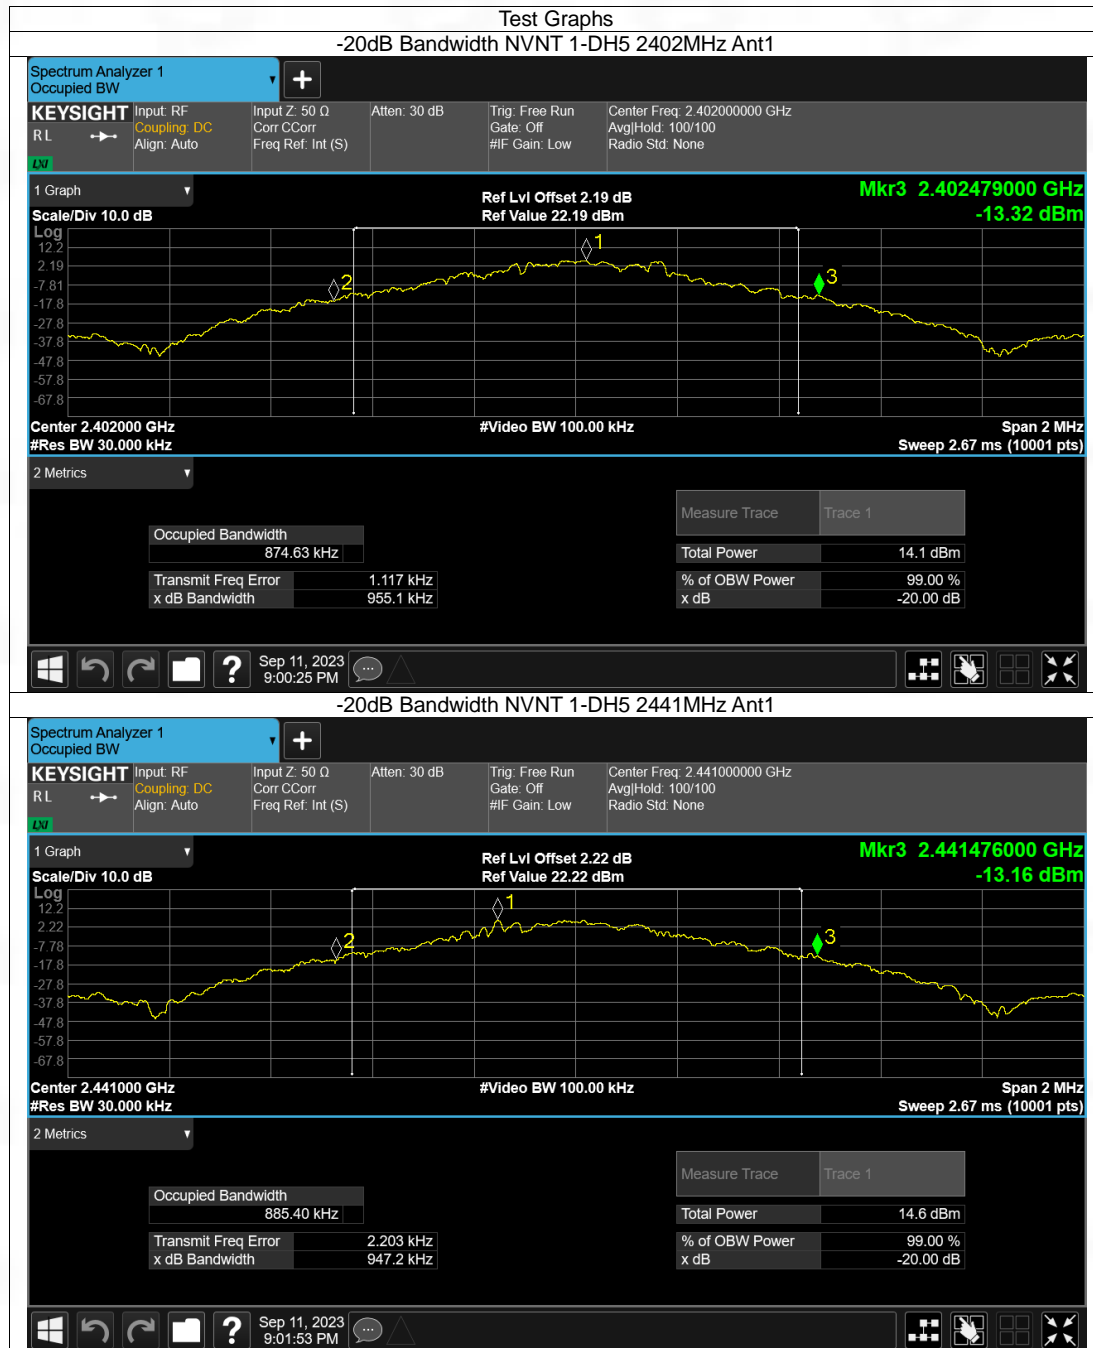 Test Graphs
-20dB Bandwidth NVNT 1-DH5 2402MHz Ant1
Spectrum Analyzer 1
Occupied BW
KEYSIGHT Input: RF Input Z: 50 Ω Atten: 30 dB Trig: Free Run Center Freq: 2.402000000 GHz
RL Coupling: DC Corr CCorr Gate: Off Avg|Hold: 100/100
Align: Auto Freq Ref: Int (S) #IF Gain: Low Radio Std: None
LXI
1 Graph Ref Lvl Offset 2.19 dB Mkr3 2.402479000 GHz
Scale/Div 10.0 dB Ref Value 22.19 dBm -13.32 dBm
Log
12.2
2.19
-7.81
-17.8
-27.8
-37.8
-47.8
-57.8
-67.8
1
2
3
Center 2.402000 GHz #Video BW 100.00 kHz Span 2 MHz
#Res BW 30.000 kHz Sweep 2.67 ms (10001 pts)
2 Metrics
Measure Trace Trace 1
Occupied Bandwidth
874.63 kHz Total Power 14.1 dBm
Transmit Freq Error 1.117 kHz % of OBW Power 99.00 %
x dB Bandwidth 955.1 kHz x dB -20.00 dB
Sep 11, 2023
9:00:25 PM
-20dB Bandwidth NVNT 1-DH5 2441MHz Ant1
Spectrum Analyzer 1
Occupied BW
KEYSIGHT Input: RF Input Z: 50 Ω Atten: 30 dB Trig: Free Run Center Freq: 2.441000000 GHz
RL Coupling: DC Corr CCorr Gate: Off Avg|Hold: 100/100
Align: Auto Freq Ref: Int (S) #IF Gain: Low Radio Std: None
LXI
1 Graph Ref Lvl Offset 2.22 dB Mkr3 2.441476000 GHz
Scale/Div 10.0 dB Ref Value 22.22 dBm -13.16 dBm
Log
12.2
2.22
-7.78
-17.8
-27.8
-37.8
-47.8
-57.8
-67.8
1
2
3
Center 2.441000 GHz #Video BW 100.00 kHz Span 2 MHz
#Res BW 30.000 kHz Sweep 2.67 ms (10001 pts)
2 Metrics
Measure Trace Trace 1
Occupied Bandwidth
885.40 kHz Total Power 14.6 dBm
Transmit Freq Error 2.203 kHz % of OBW Power 99.00 %
x dB Bandwidth 947.2 kHz x dB -20.00 dB
Sep 11, 2023
9:01:53 PM